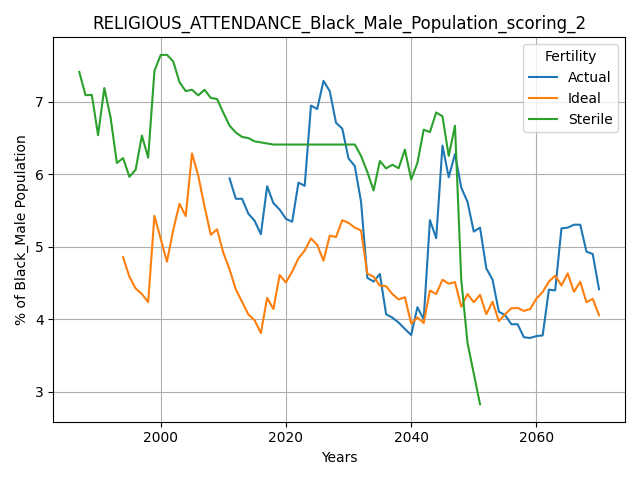 RELIGIOUS_ATTENDANCE_Black_Male_Population_scoring_2
Fertility
Actual
Ideal
Sterile
% of Black_Male Population
7
6
5
4
3
2000 2020 2040 2060
Years